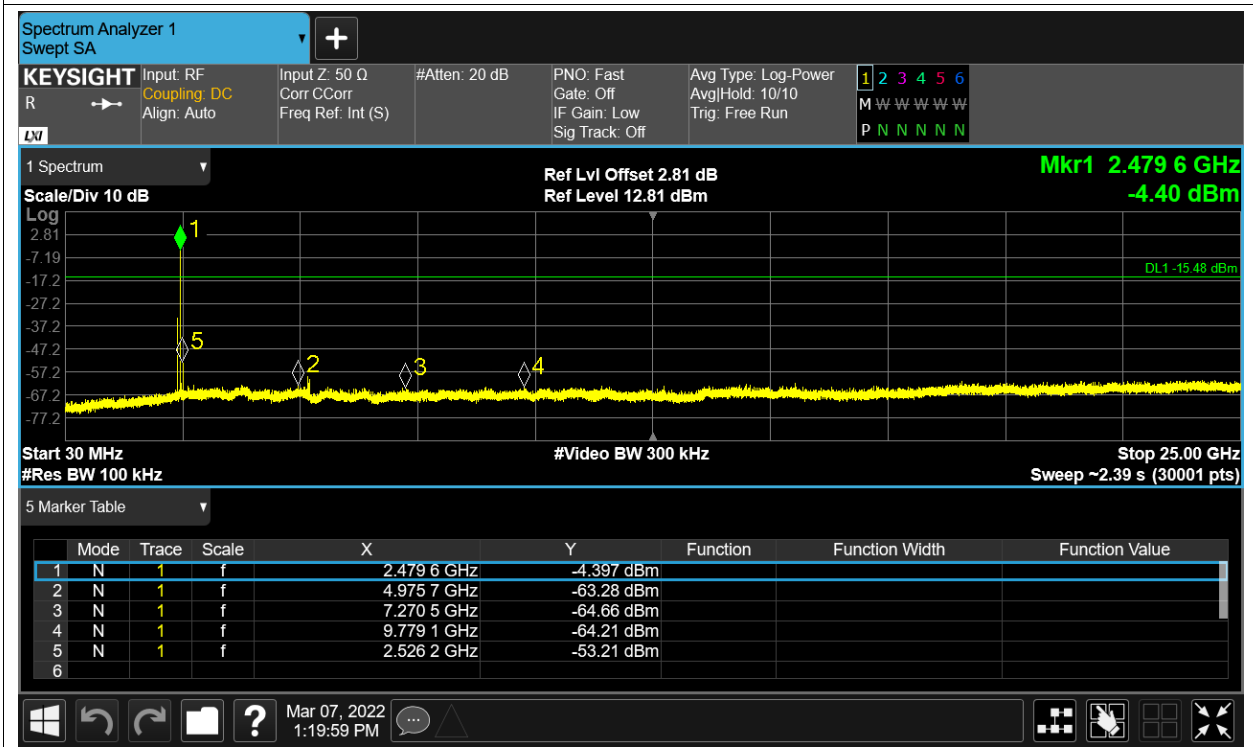 Spectrum Analyzer 1
Swept SA
+
KEYSIGHT
R
LXI
Input: RF
Coupling: DC
Align: Auto
Input Z: 50 Ω
Corr CCorr
Freq Ref: Int (S)
#Atten: 20 dB
PNO: Fast
Gate: Off
IF Gain: Low
Sig Track: Off
Avg Type: Log-Power
Avg|Hold: 10/10
Trig: Free Run
1 2 3 4 5 6
M W W W W W
P N N N N N
1 Spectrum
Scale/Div 10 dB
Ref Lvl Offset 2.81 dB
Ref Level 12.81 dBm
Mkr1 2.479 6 GHz
-4.40 dBm
Log
2.81
-7.19
-17.2
-27.2
-37.2
-47.2
-57.2
-67.2
-77.2
1
5
2
3
4
DL1 -15.48 dBm
Start 30 MHz
#Res BW 100 kHz
#Video BW 300 kHz
Stop 25.00 GHz
Sweep ~2.39 s (30001 pts)
5 Marker Table
Mode Trace Scale X Y Function Function Width Function Value
1 N 1 f 2.479 6 GHz -4.397 dBm
2 N 1 f 4.975 7 GHz -63.28 dBm
3 N 1 f 7.270 5 GHz -64.66 dBm
4 N 1 f 9.779 1 GHz -64.21 dBm
5 N 1 f 2.526 2 GHz -53.21 dBm
6
?
Mar 07, 2022
1:19:59 PM